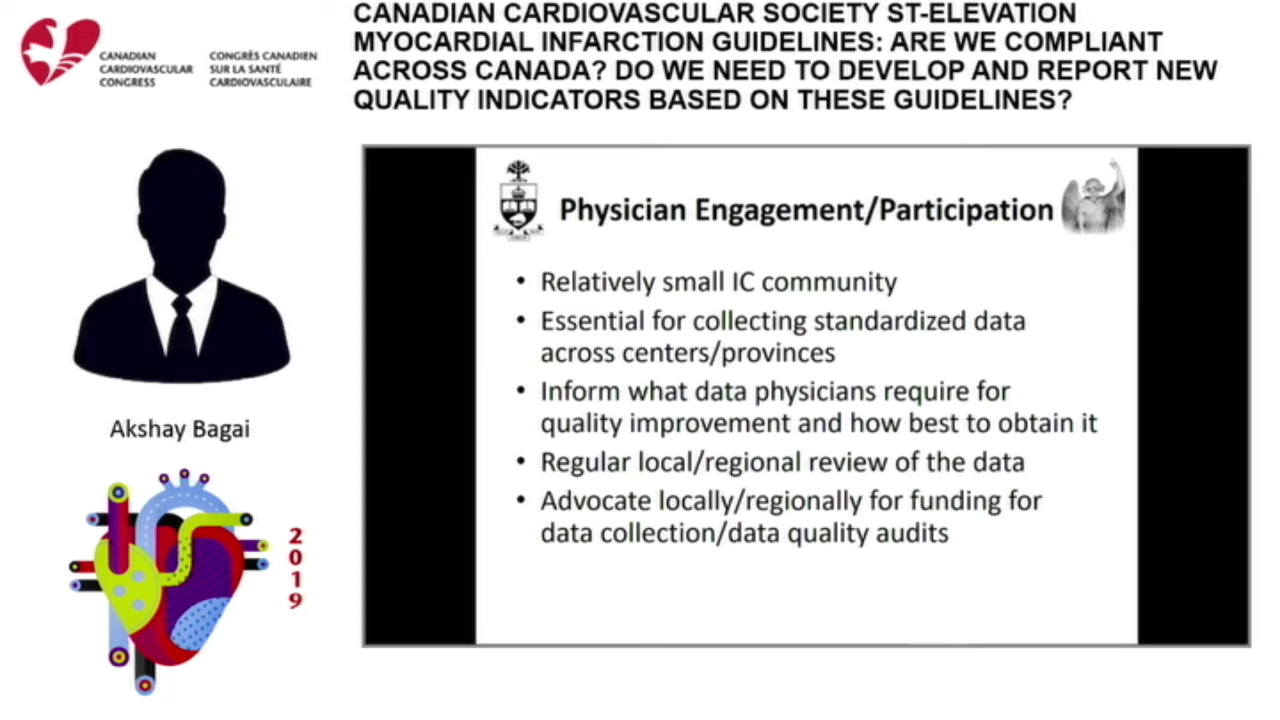 CANADIAN
CARDIOVASCULAR
CONGRESS
CONGRÈS CANADIEN
SUR LA SANTÉ
CARDIOVASCULAIRE
CANADIAN CARDIOVASCULAR SOCIETY ST-ELEVATION
MYOCARDIAL INFARCTION GUIDELINES: ARE WE COMPLIANT
ACROSS CANADA? DO WE NEED TO DEVELOP AND REPORT NEW
QUALITY INDICATORS BASED ON THESE GUIDELINES?
Akshay Bagai
2
0
1
9
Physician Engagement/Participation
• Relatively small IC community
• Essential for collecting standardized data
across centers/provinces
• Inform what data physicians require for
quality improvement and how best to obtain it
• Regular local/regional review of the data
• Advocate locally/regionally for funding for
data collection/data quality audits